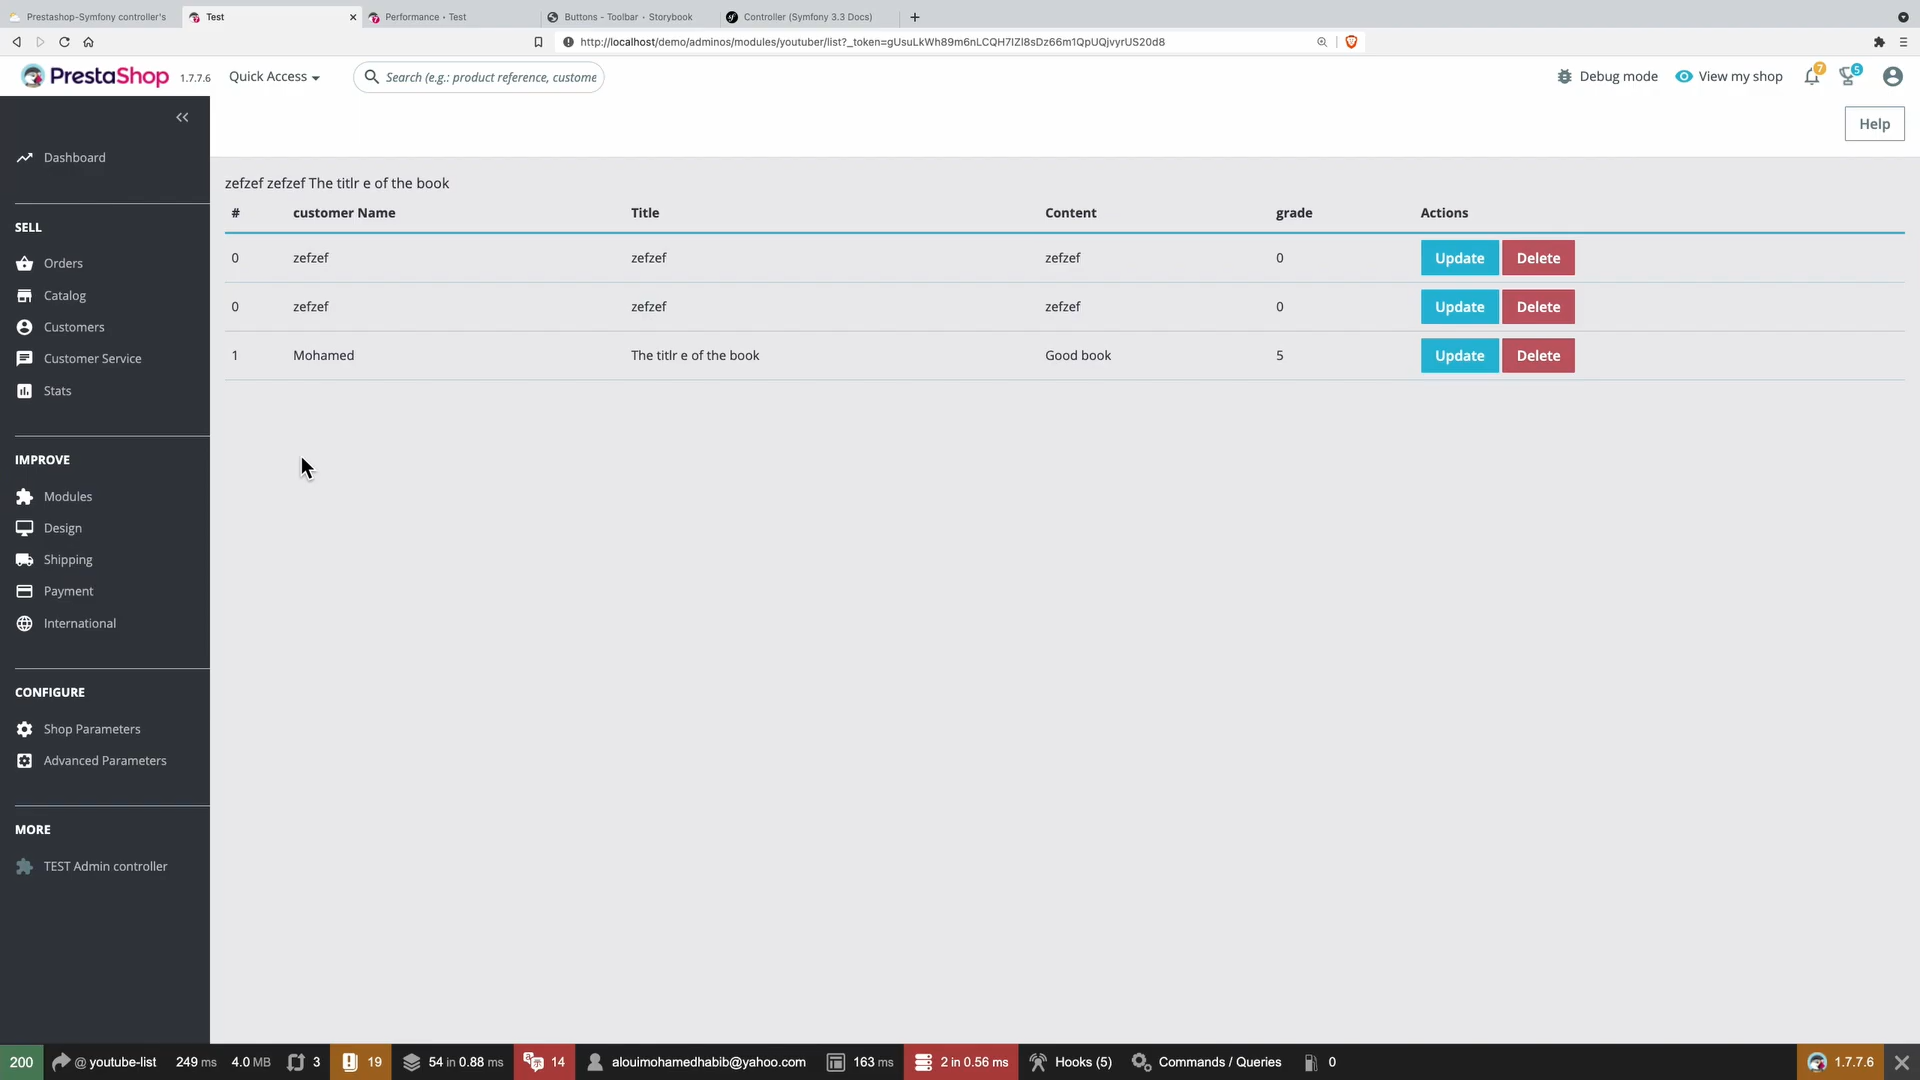 Prestashop-Symfony controller's
Test
Performance • Test
Buttons - Toolbar · Storybook
Controller (Symfony 3.3 Docs)
http://localhost/demo/adminos/modules/youtuber/list?_token=gUsuLkWh89m6nLCQH7IZI8sDz66m1QpUQjvyrUS20d8
PrestaShop 1.7.7.6
Quick Access
Search (e.g.: product reference, custome
Debug mode
View my shop
7
5
Help
Dashboard
SELL
Orders
Catalog
Customers
Customer Service
Stats
IMPROVE
Modules
Design
Shipping
Payment
International
CONFIGURE
Shop Parameters
Advanced Parameters
MORE
TEST Admin controller
zefzef zefzef The titlr e of the book
# customer Name Title Content grade Actions
0 zefzef zefzef zefzef 0 Update Delete
0 zefzef zefzef zefzef 0 Update Delete
1 Mohamed The titlr e of the book Good book 5 Update Delete
200 @ youtube-list 249 ms 4.0 MB 3 19 54 in 0.88 ms 14 alouimohamedhabib@yahoo.com 163 ms 2 in 0.56 ms Hooks (5) Commands / Queries 0 1.7.7.6